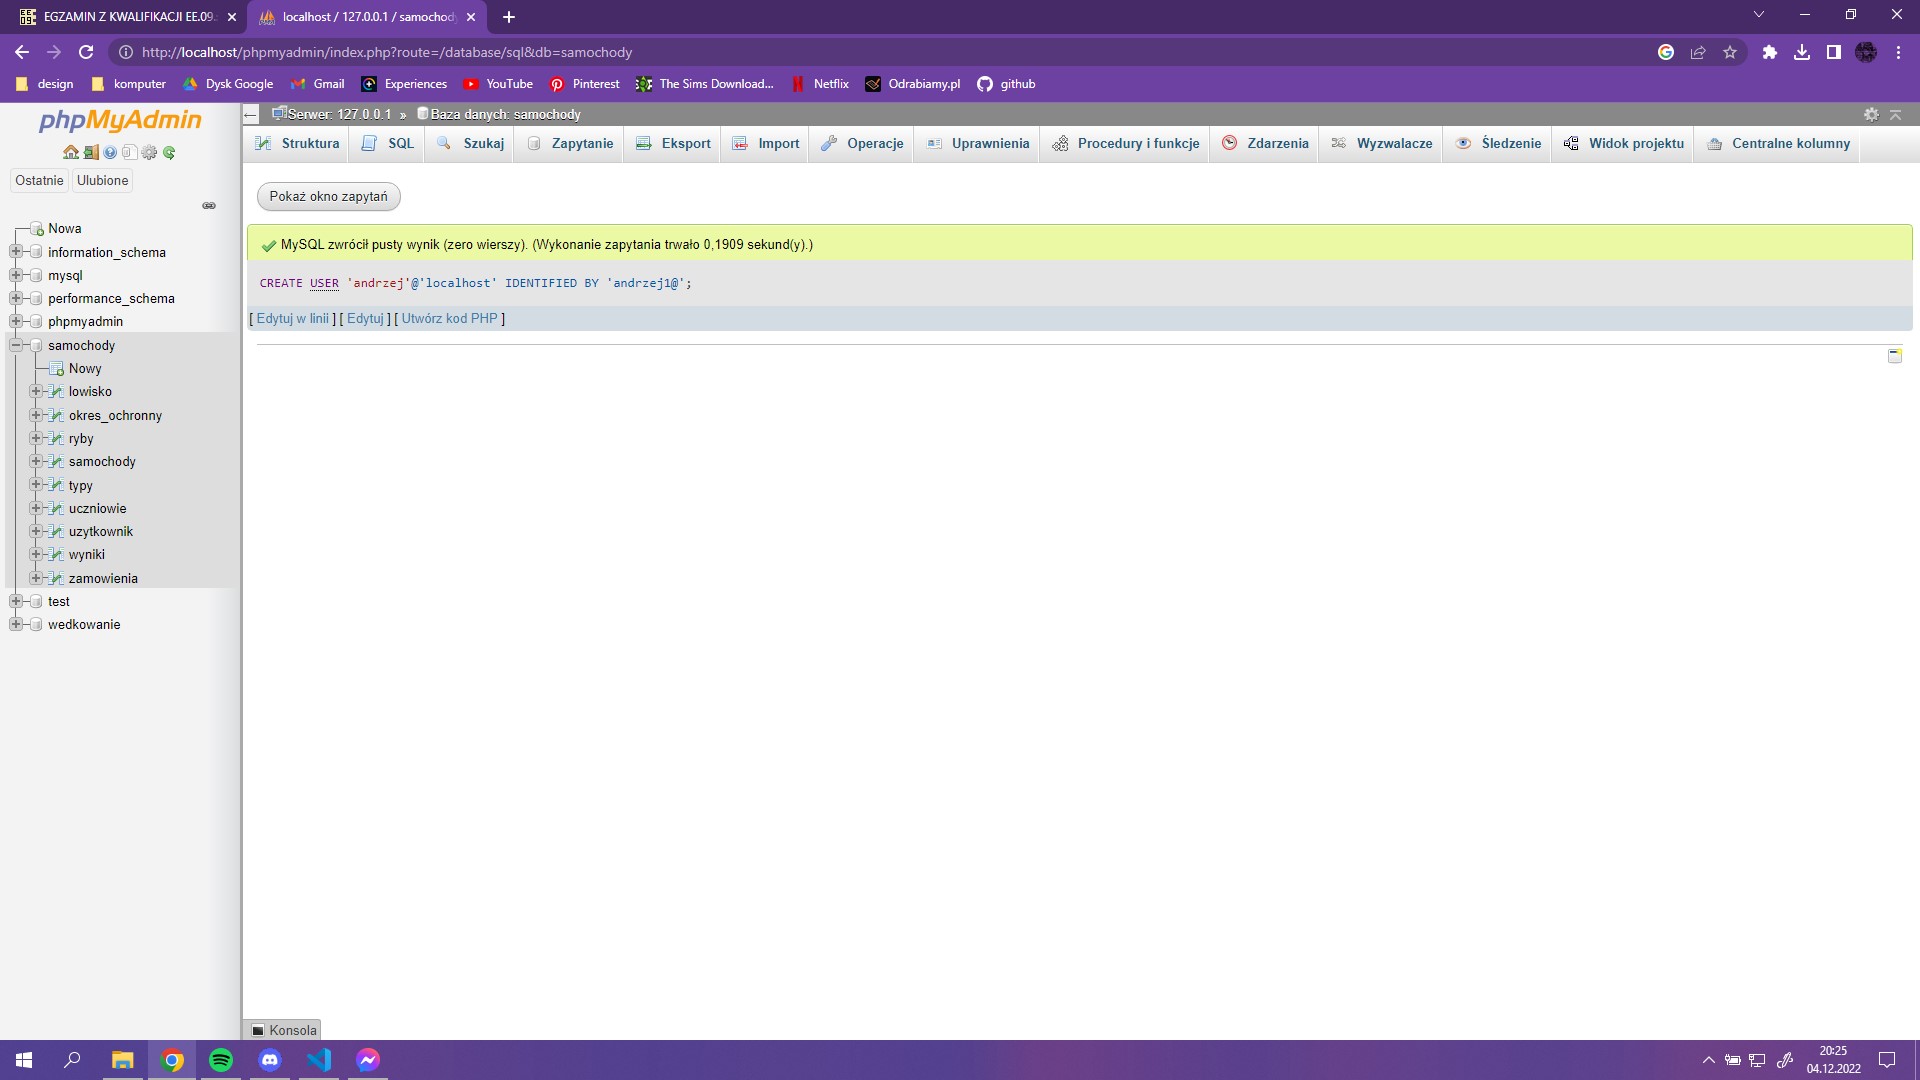 EGZAMIN Z KWALIFIKACJI EE.09.
localhost / 127.0.0.1 / samochody
http://localhost/phpmyadmin/index.php?route=/database/sql&db=samochody
design komputer Dysk Google Gmail Experiences YouTube Pinterest The Sims Download... Netflix Odrabiamy.pl github
phpMyAdmin
Ostatnie Ulubione
Nowa
information_schema
mysql
performance_schema
phpmyadmin
samochody
Nowy
lowisko
okres_ochronny
ryby
samochody
typy
uczniowie
uzytkownik
wyniki
zamowienia
test
wedkowanie
Serwer: 127.0.0.1 » Baza danych: samochody
Struktura SQL Szukaj Zapytanie Eksport Import Operacje Uprawnienia Procedury i funkcje Zdarzenia Wyzwalacze Śledzenie Widok projektu Centralne kolumny
Pokaż okno zapytań
MySQL zwrócił pusty wynik (zero wierszy). (Wykonanie zapytania trwało 0,1909 sekund(y).)
CREATE USER 'andrzej'@'localhost' IDENTIFIED BY 'andrzej1@';
[ Edytuj w linii ] [ Edytuj ] [ Utwórz kod PHP ]
Konsola
20:25
04.12.2022